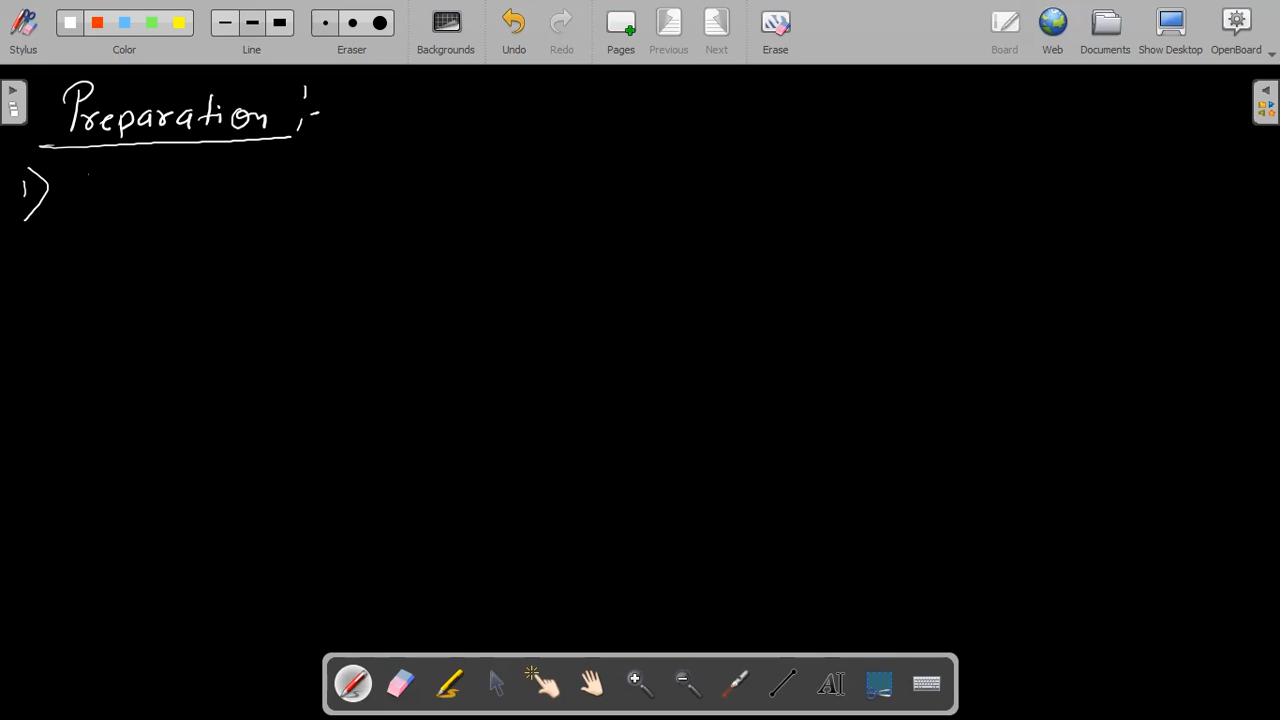 Stylus
Color
Line
Eraser
Backgrounds
Undo
Redo
Pages
Previous
Next
Erase
Board
Web
Documents
Show Desktop
OpenBoard
Preparation :-
1)
AI